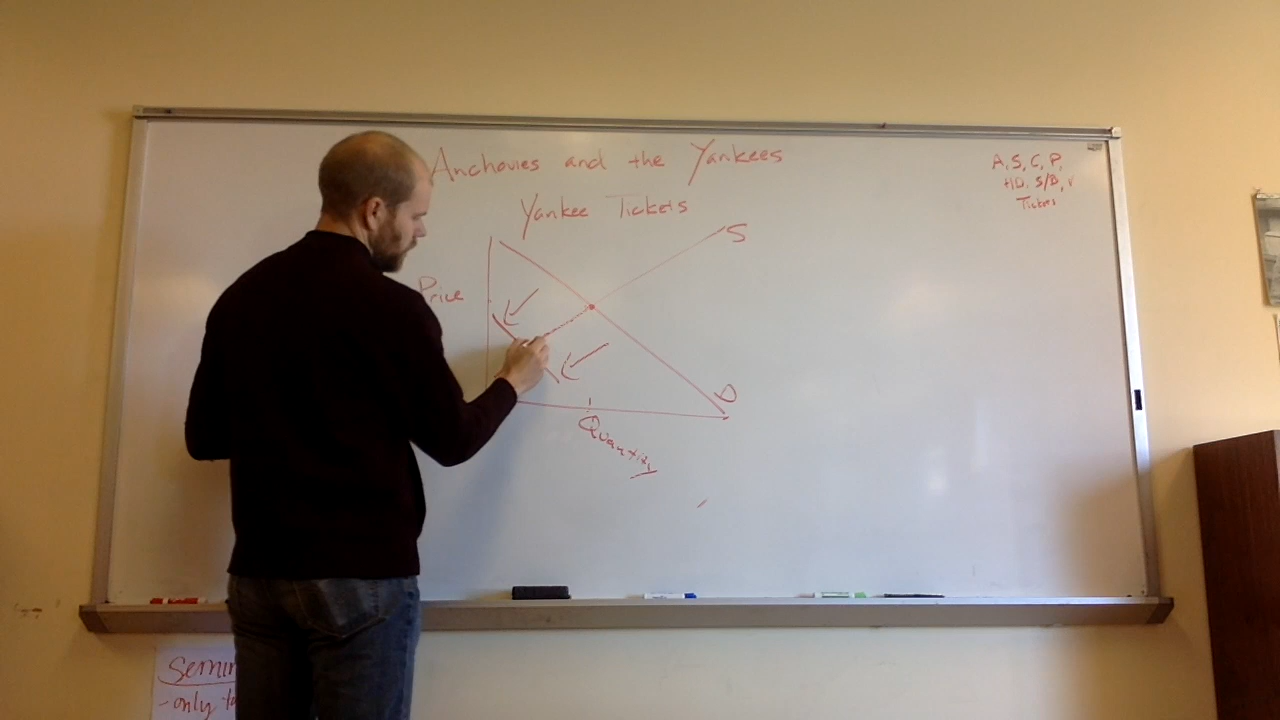 Anchovies and the Yankees
Yankee Tickets
A, S, C, P,
HD, S/B, V
Tickets
S
Price
D
Quantity
Semin
-only